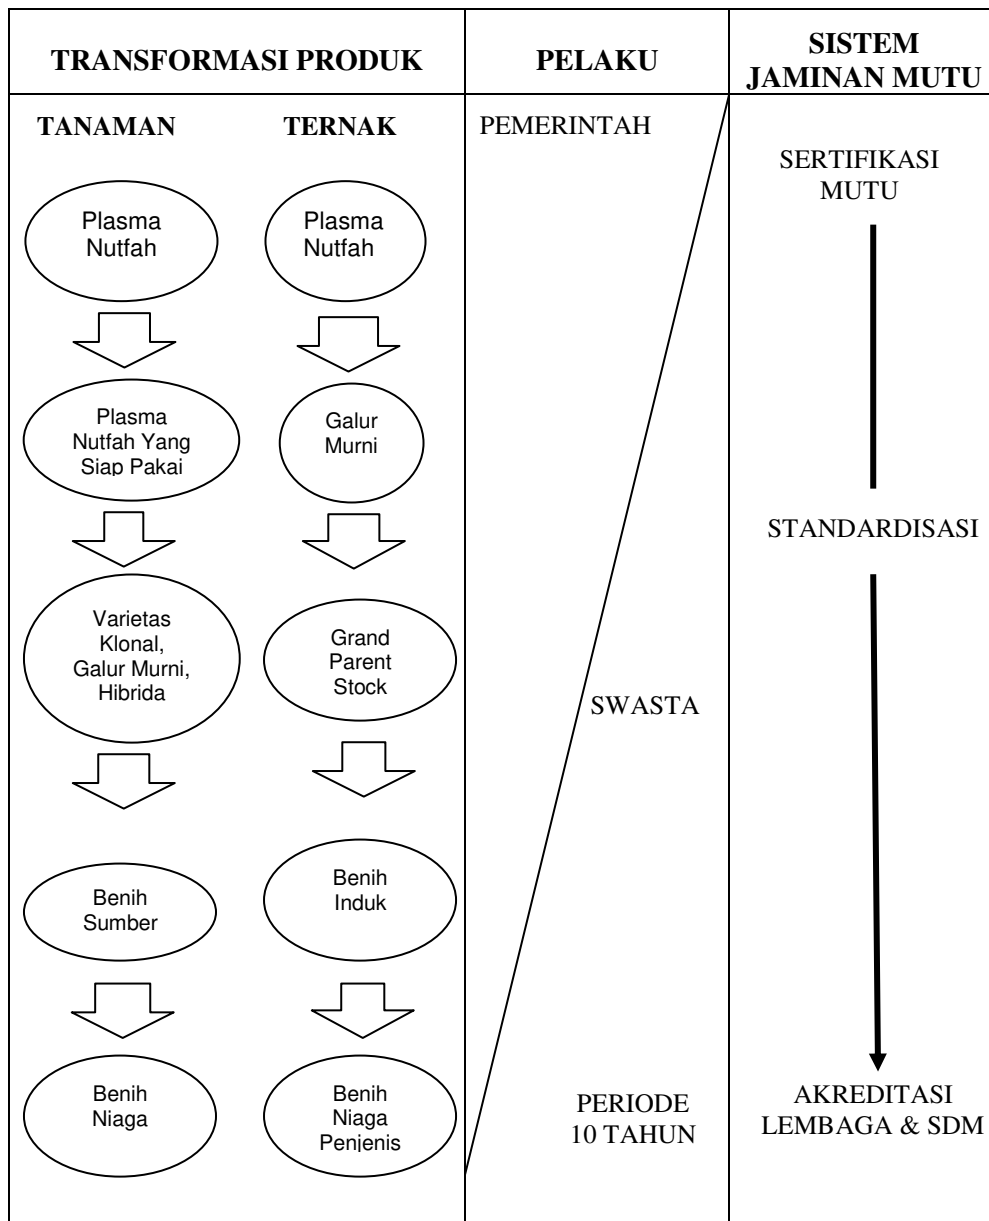 TRANSFORMASI PRODUK
PELAKU
SISTEM
JAMINAN MUTU
TANAMAN
TERNAK
PEMERINTAH
SERTIFIKASI
MUTU
Plasma
Nutfah
Plasma
Nutfah
Plasma
Nutfah Yang
Siap Pakai
Galur
Murni
STANDARDISASI
Varietas
Klonal,
Galur Murni,
Hibrida
Grand
Parent
Stock
SWASTA
Benih
Sumber
Benih
Induk
Benih
Niaga
Benih
Niaga
Penjenis
PERIODE
10 TAHUN
AKREDITASI
LEMBAGA & SDM